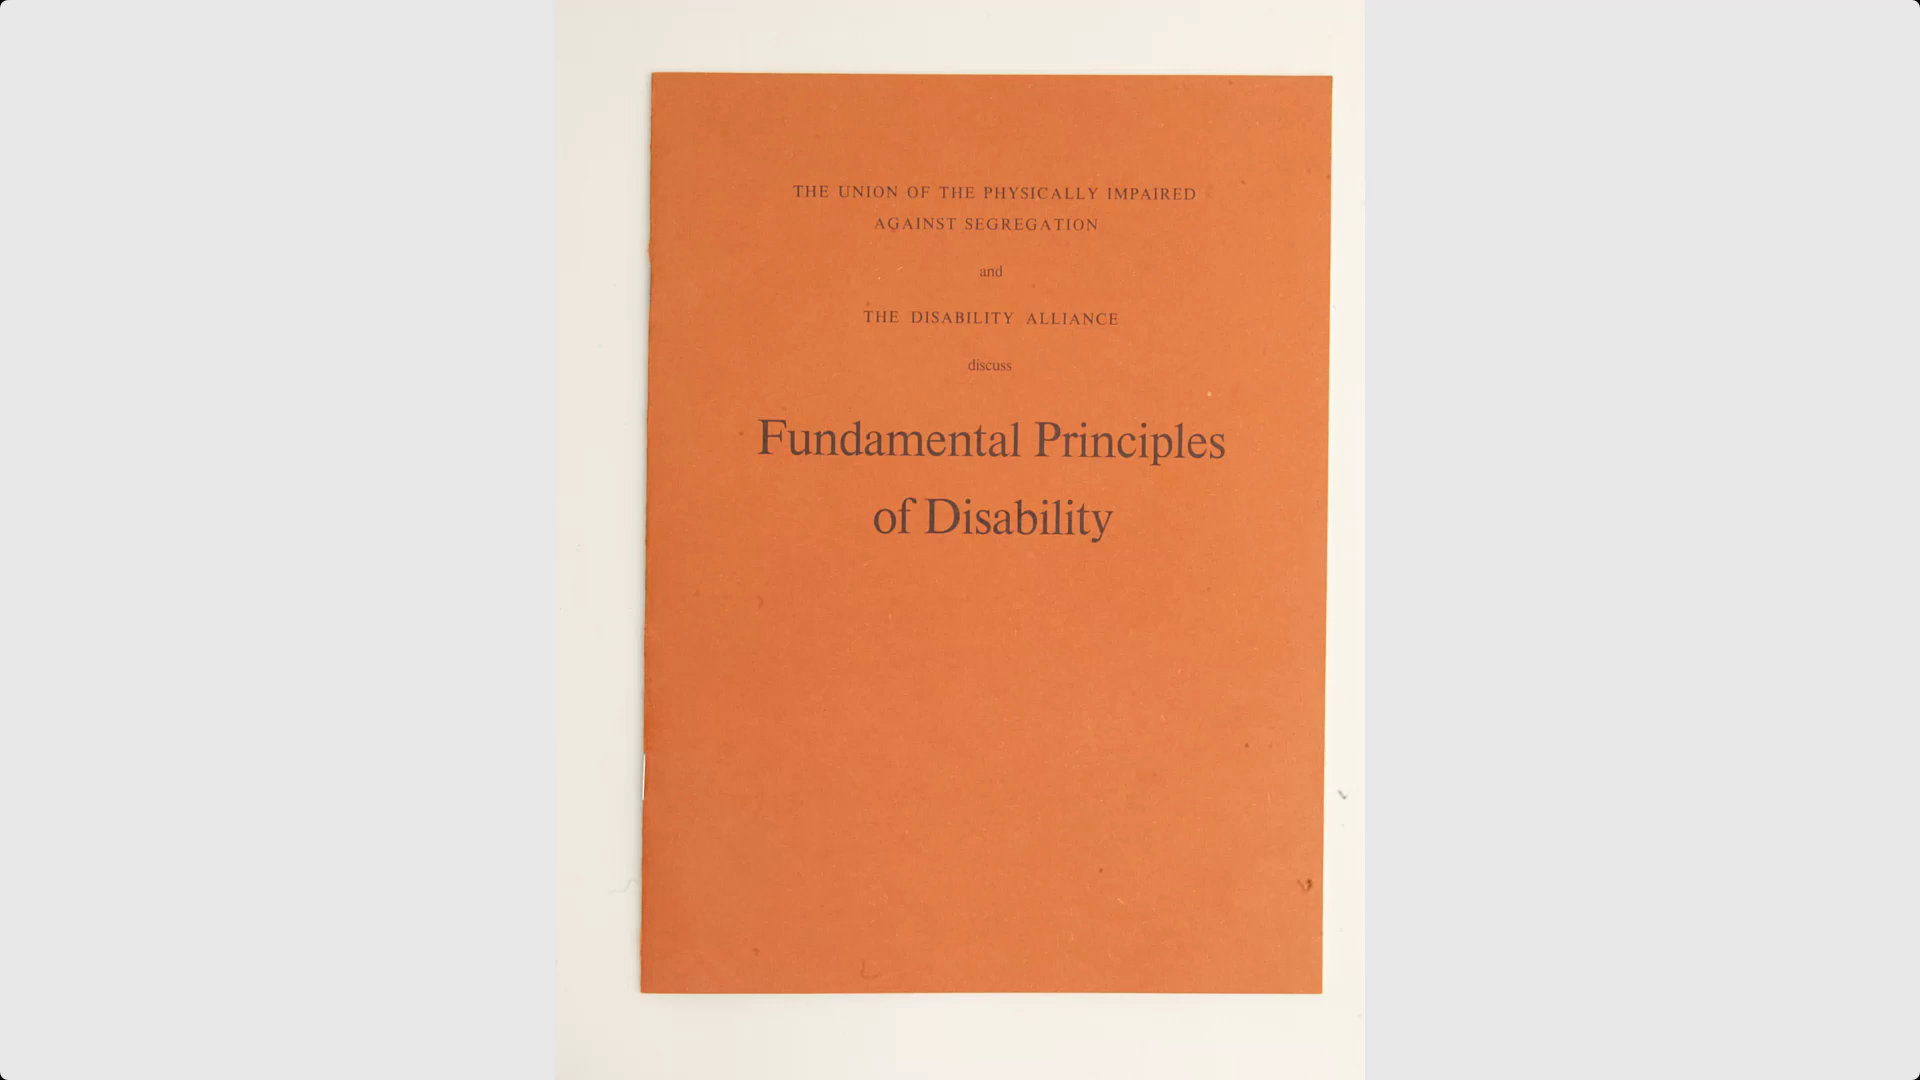 THE UNION OF THE PHYSICALLY IMPAIRED
AGAINST SEGREGATION
and
THE DISABILITY ALLIANCE
discuss
Fundamental Principles
of Disability